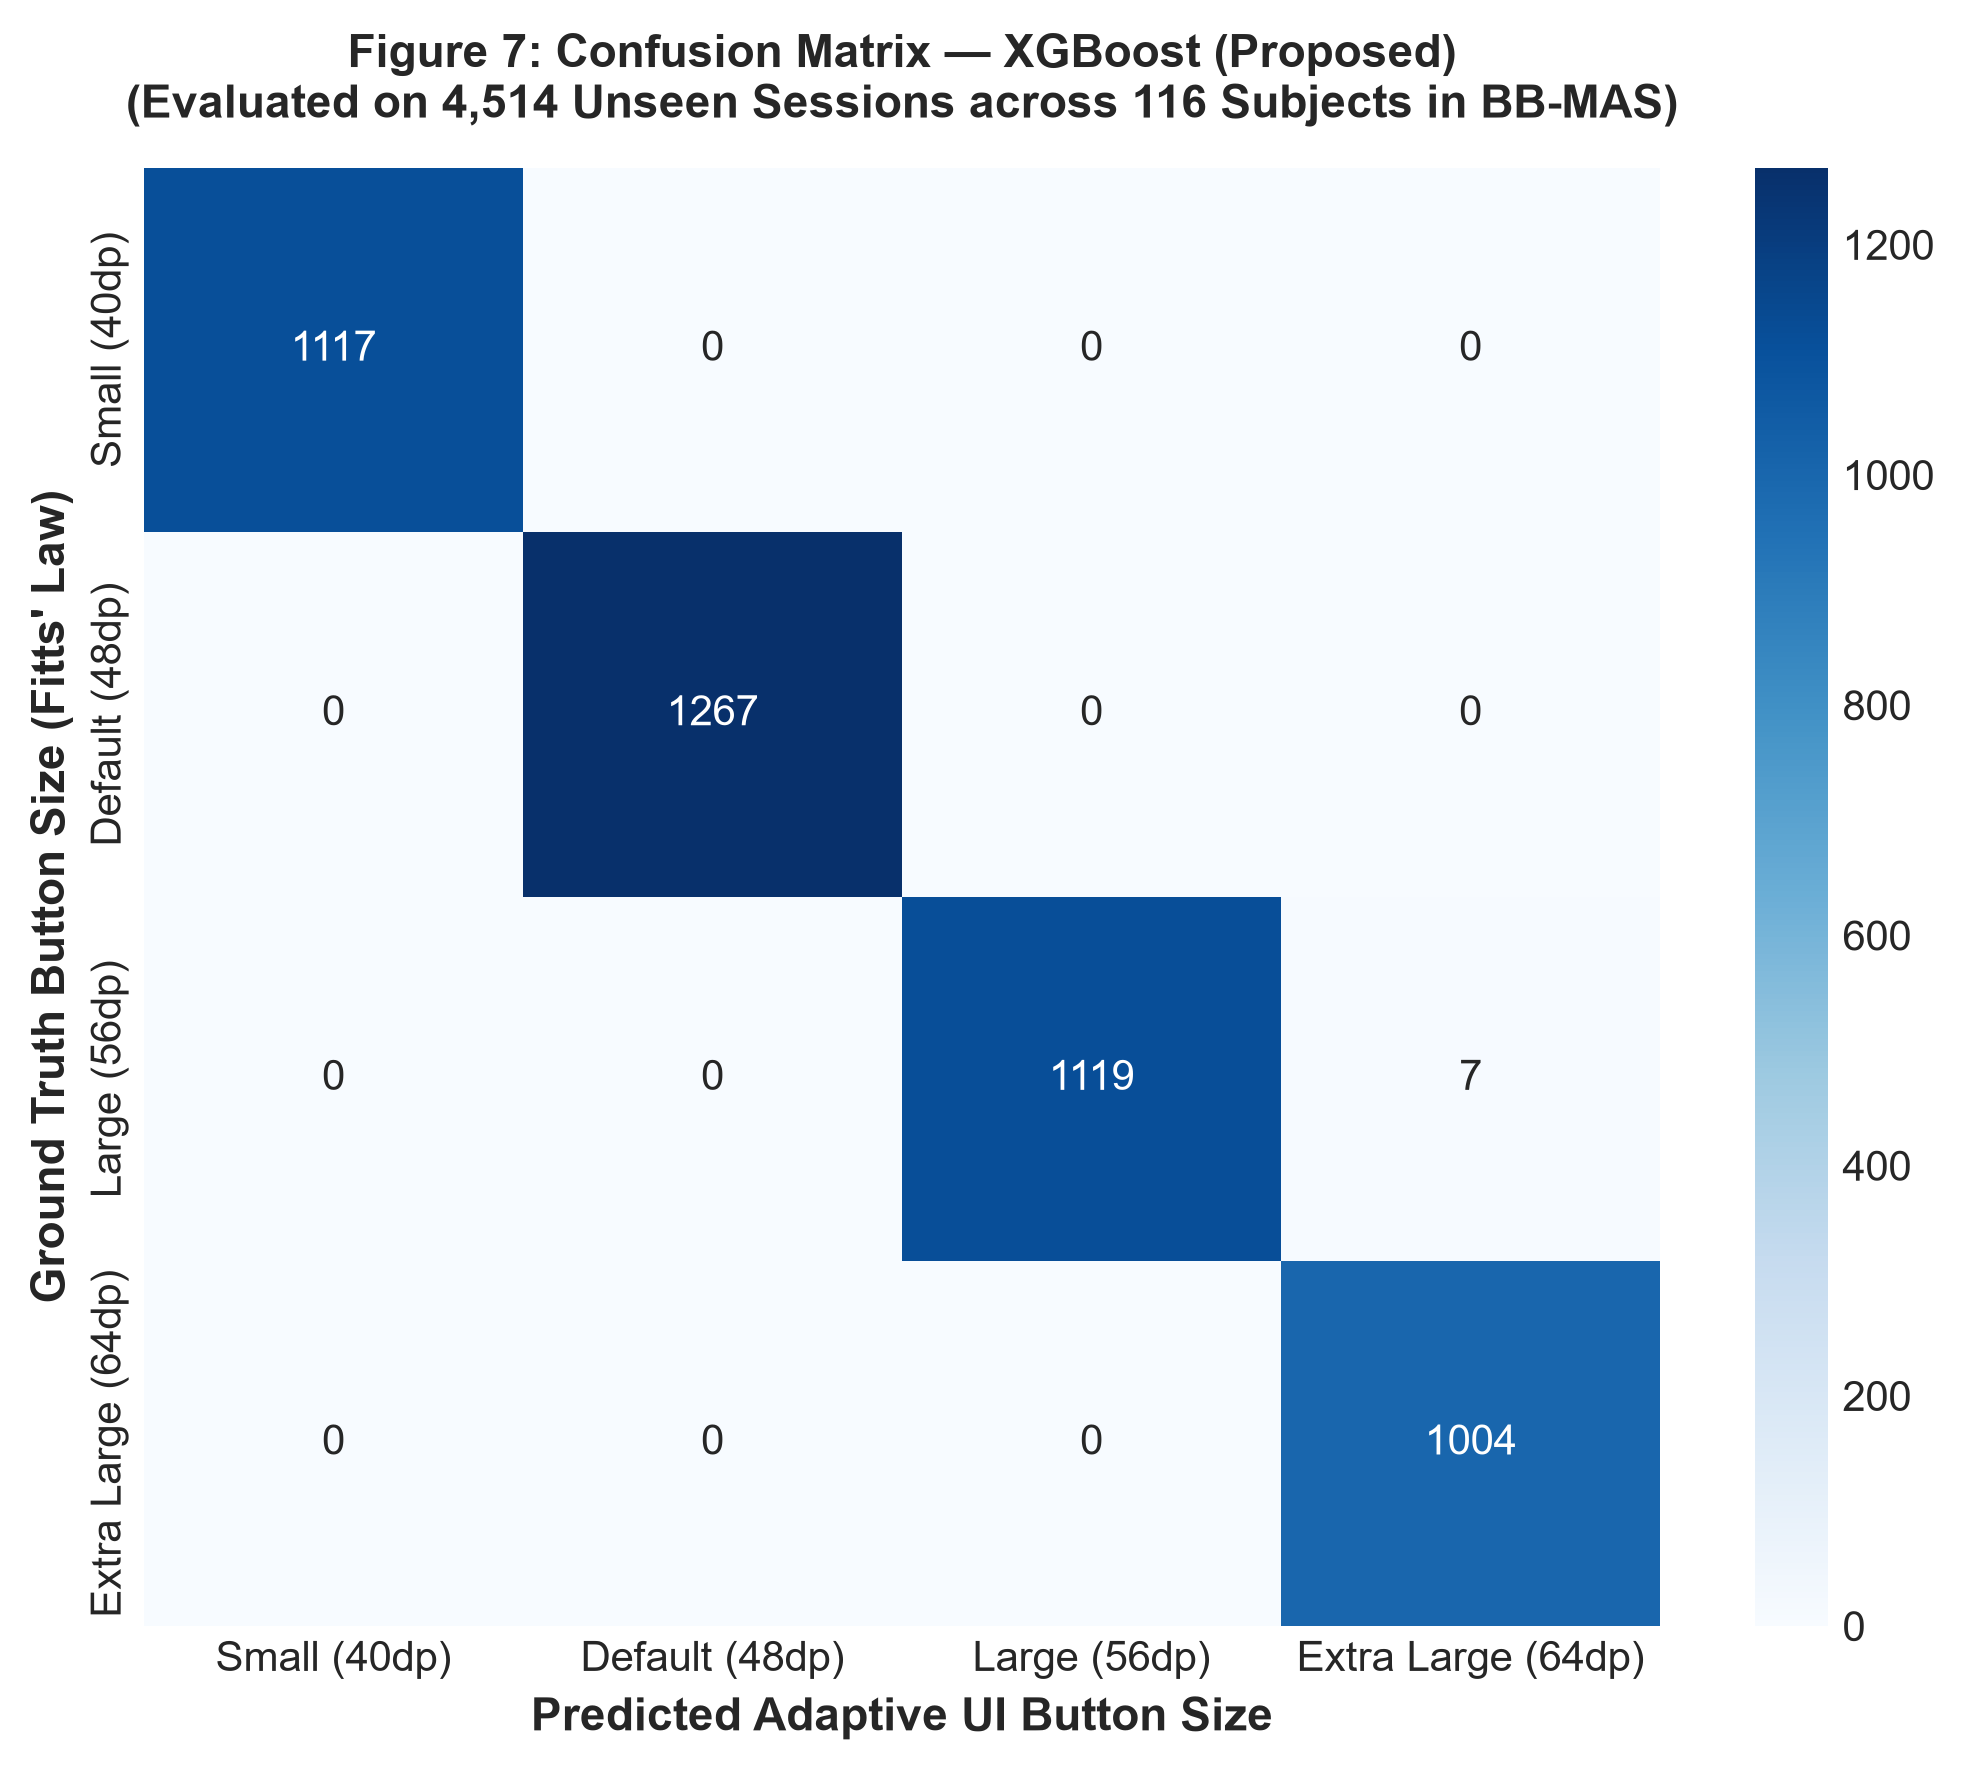 Figure 7: Confusion Matrix — XGBoost (Proposed)
(Evaluated on 4,514 Unseen Sessions across 116 Subjects in BB-MAS)
Ground Truth Button Size (Fitts' Law)
Small (40dp)
1117 0 0 0
Default (48dp)
0 1267 0 0
Large (56dp)
0 0 1119 7
Extra Large (64dp)
0 0 0 1004
Small (40dp) Default (48dp) Large (56dp) Extra Large (64dp)
Predicted Adaptive UI Button Size
1200
1000
800
600
400
200
0